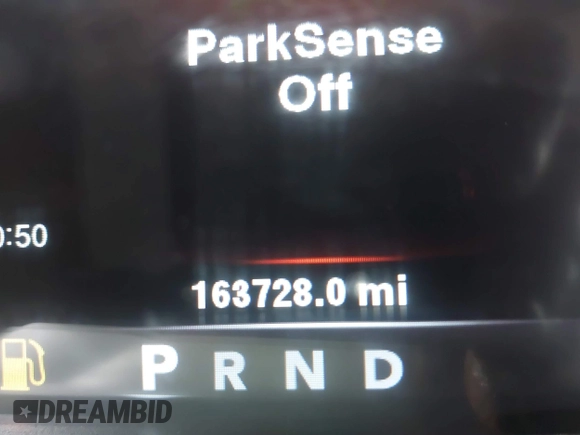 ParkSense
Off
0:50
163728.0 mi
P R N D
DREAMBID